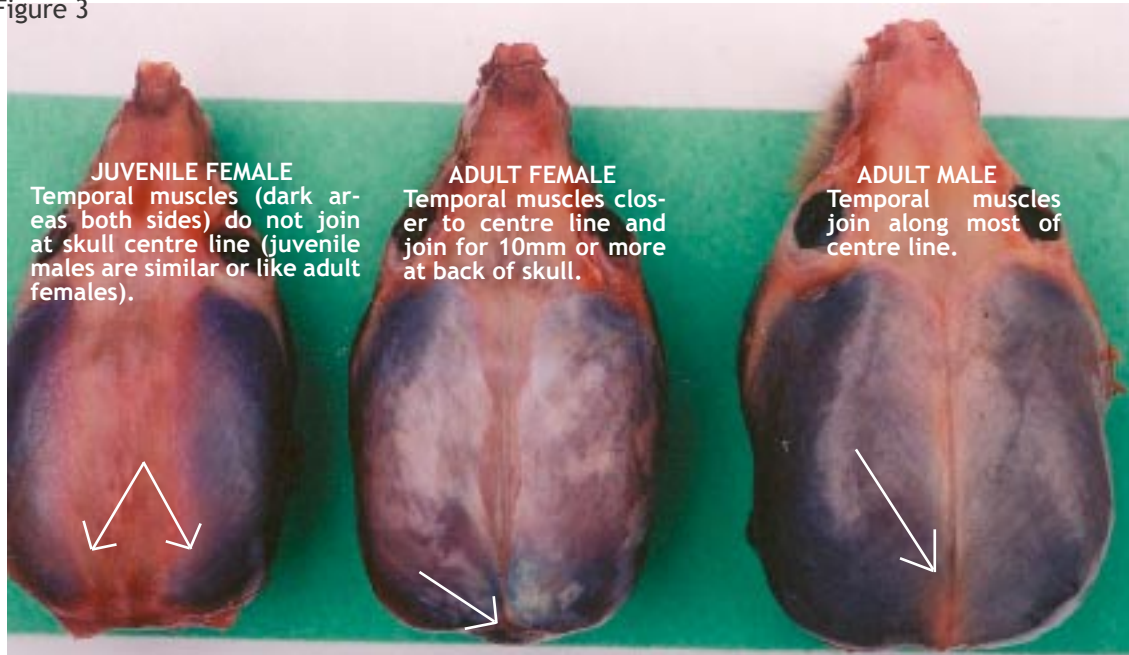 Figure 3
JUVENILE FEMALE
Temporal muscles (dark ar-
eas both sides) do not join
at skull centre line (juvenile
males are similar or like adult
females).
ADULT FEMALE
Temporal muscles clos-
er to centre line and
join for 10mm or more
at back of skull.
ADULT MALE
Temporal muscles
join along most of
centre line.